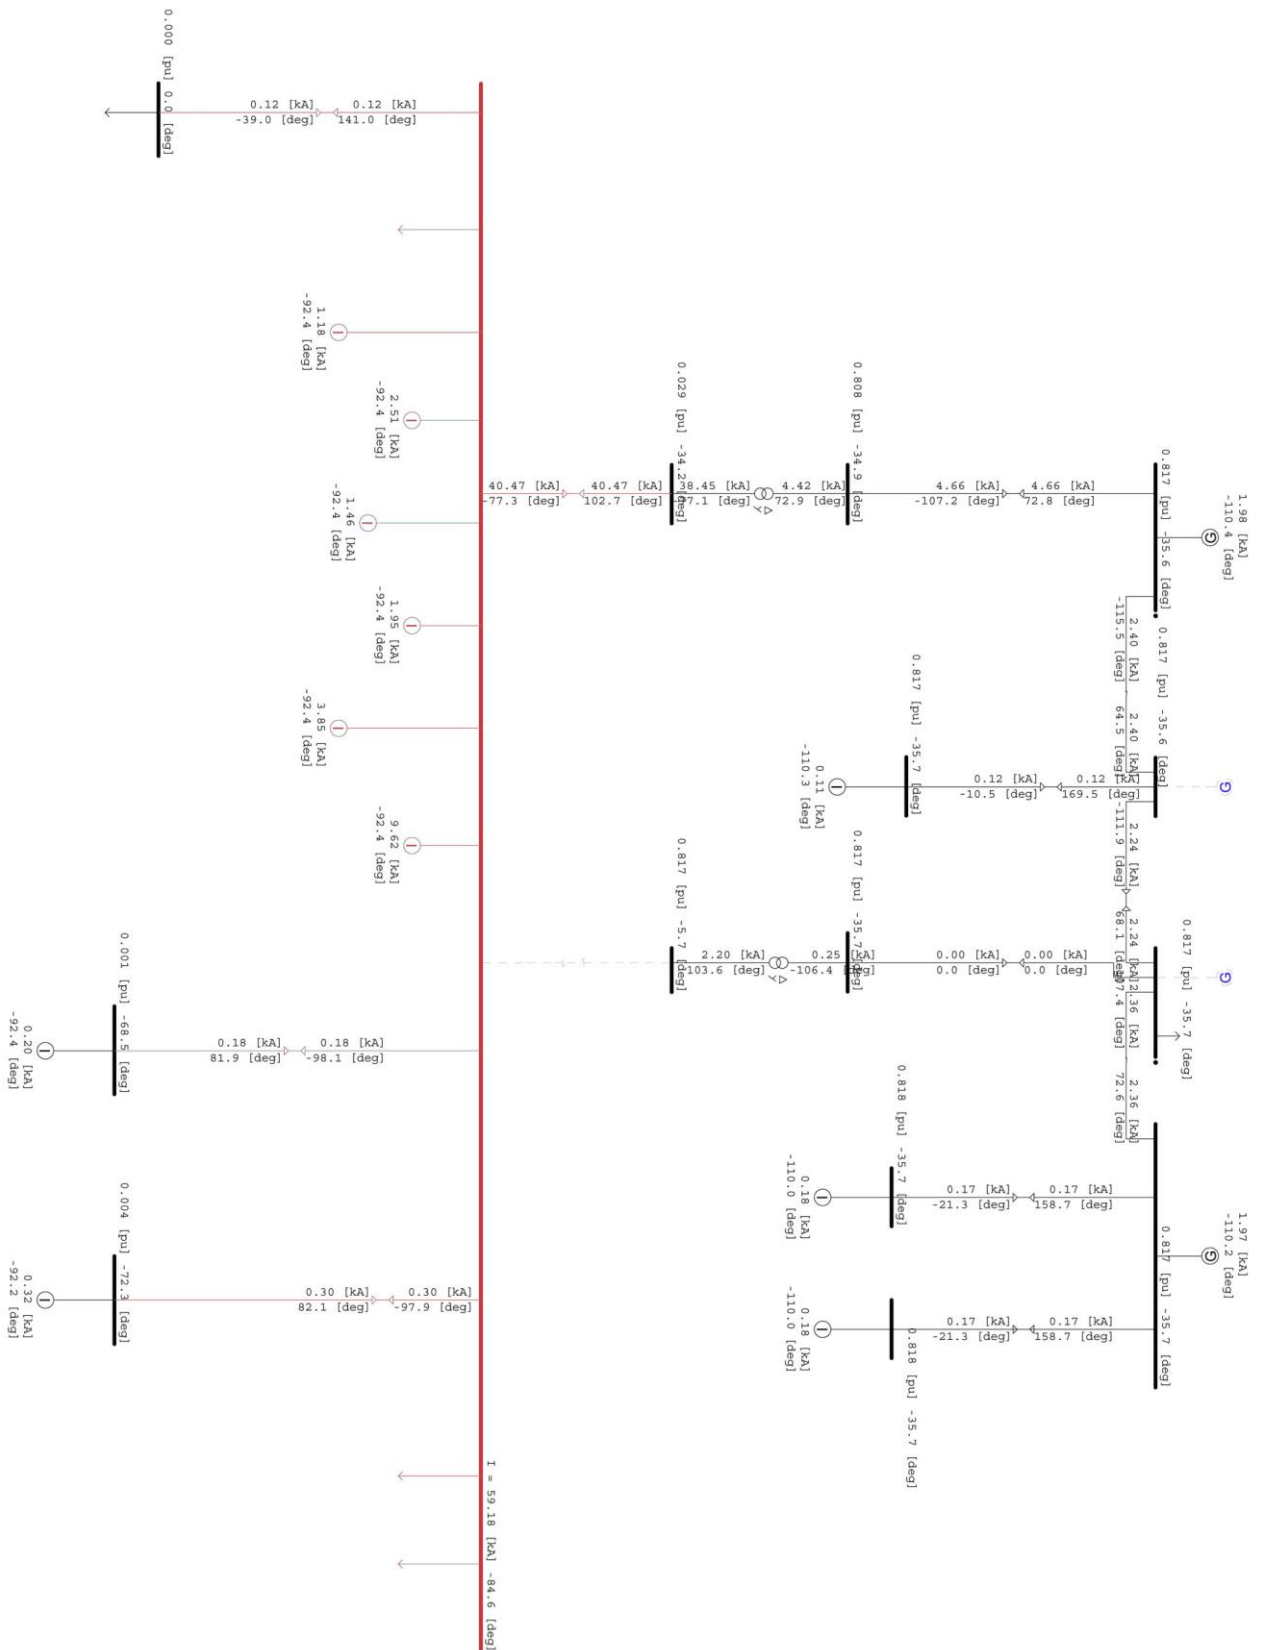 0.000 [pu] 0.0 [deg]
0.12 [kA]
-39.0 [deg]
0.12 [kA]
141.0 [deg]
1.18 [kA]
-92.4 [deg]
2.51 [kA]
-92.4 [deg]
1.46 [kA]
-92.4 [deg]
1.95 [kA]
-92.4 [deg]
3.85 [kA]
-92.4 [deg]
9.62 [kA]
-92.4 [deg]
0.001 [pu] -68.5 [deg]
0.20 [kA]
-92.4 [deg]
0.18 [kA]
81.9 [deg]
0.18 [kA]
-98.1 [deg]
0.004 [pu] -72.3 [deg]
0.32 [kA]
-92.2 [deg]
0.30 [kA]
82.1 [deg]
0.30 [kA]
-97.9 [deg]
I = 59.18 [kA] -84.6 [deg]
40.47 [kA]
-77.3 [deg]
40.47 [kA]
102.7 [deg]
0.029 [pu] -34.2 [deg]
38.45 [kA]
[deg]
Y Δ
4.42 [kA]
72.9 [deg]
0.808 [pu] -34.9 [deg]
4.66 [kA]
-107.2 [deg]
4.66 [kA]
72.8 [deg]
0.817 [pu] -35.6 [deg]
1.98 [kA]
-110.4 [deg]
G
2.40 [kA]
-115.5 [deg]
2.40 [kA]
64.5 [deg]
0.817 [pu] -35.6 [deg]
G
0.817 [pu] -35.7 [deg]
0.11 [kA]
-110.3 [deg]
0.12 [kA]
-10.5 [deg]
0.12 [kA]
169.5 [deg]
2.24 [kA]
-111.9 [deg]
2.24 [kA]
68.1 [deg]
0.817 [pu] -5.7 [deg]
2.20 [kA]
-103.6 [deg]
Y Δ
0.25 [kA]
-106.4 [deg]
0.817 [pu] -35.7 [deg]
0.00 [kA]
0.0 [deg]
0.00 [kA]
0.0 [deg]
0.817 [pu] -35.7 [deg]
G
2.36 [kA]
[deg]
2.36 [kA]
72.6 [deg]
0.818 [pu] -35.7 [deg]
0.18 [kA]
-110.0 [deg]
0.17 [kA]
-21.3 [deg]
0.17 [kA]
158.7 [deg]
0.817 [pu] -35.7 [deg]
1.97 [kA]
-110.2 [deg]
G
0.818 [pu] -35.7 [deg]
0.18 [kA]
-110.0 [deg]
0.17 [kA]
-21.3 [deg]
0.17 [kA]
158.7 [deg]